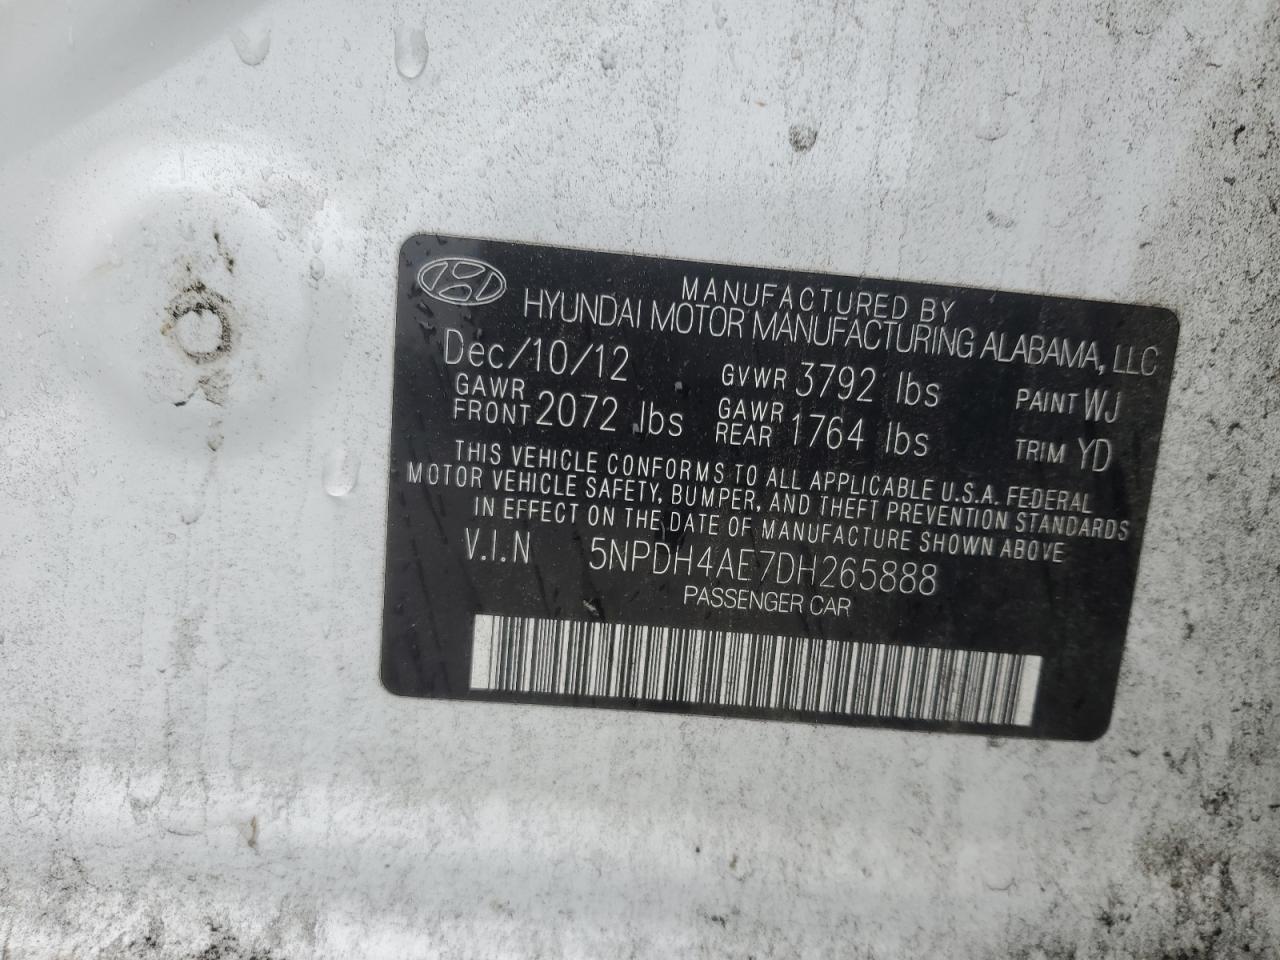 MANUFACTURED BY
HYUNDAI MOTOR MANUFACTURING ALABAMA, LLC
Dec/10/12 GVWR 3792 lbs PAINT WJ
GAWR FRONT 2072 lbs GAWR REAR 1764 lbs TRIM YD
THIS VEHICLE CONFORMS TO ALL APPLICABLE U.S.A. FEDERAL
MOTOR VEHICLE SAFETY, BUMPER, AND THEFT PREVENTION STANDARDS
IN EFFECT ON THE DATE OF MANUFACTURE SHOWN ABOVE
V.I.N 5NPDH4AE7DH265888
PASSENGER CAR